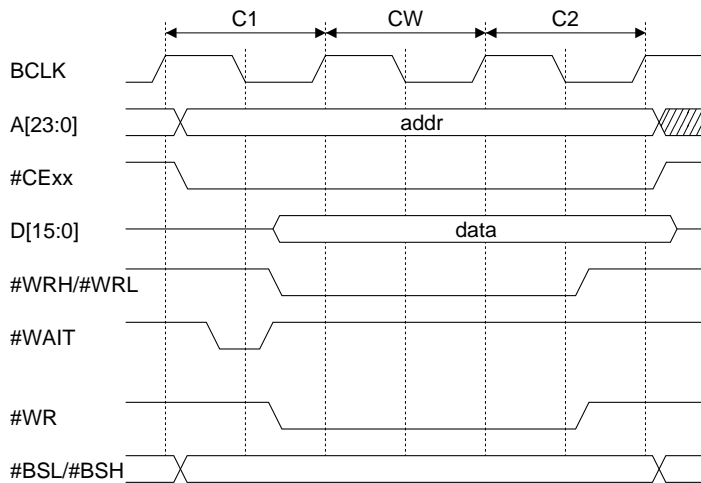 C1 CW C2
BCLK
A[23:0] addr
#CExx
D[15:0] data
#WRH/#WRL
#WAIT
#WR
#BSL/#BSH